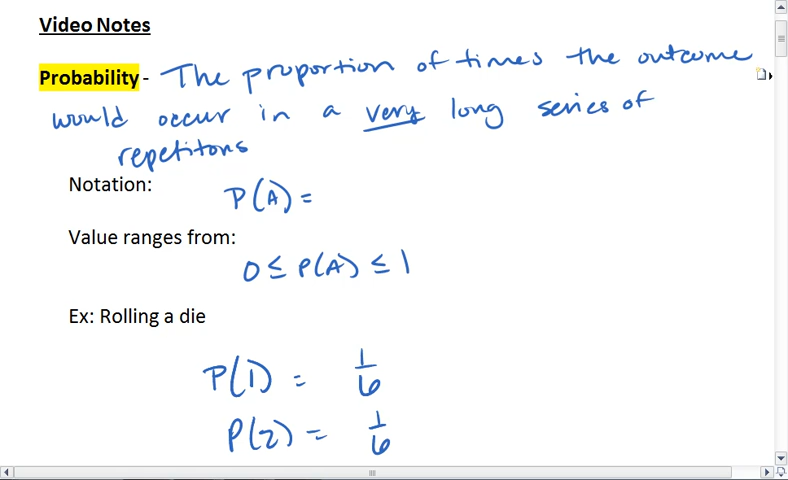 Video Notes
Probability - The proportion of times the outcome
would occur in a very long series of
repetitons
Notation: P(A) =
Value ranges from:
0 ≤ P(A) ≤ 1
Ex: Rolling a die
P(1) = 1/6
P(2) = 1/6